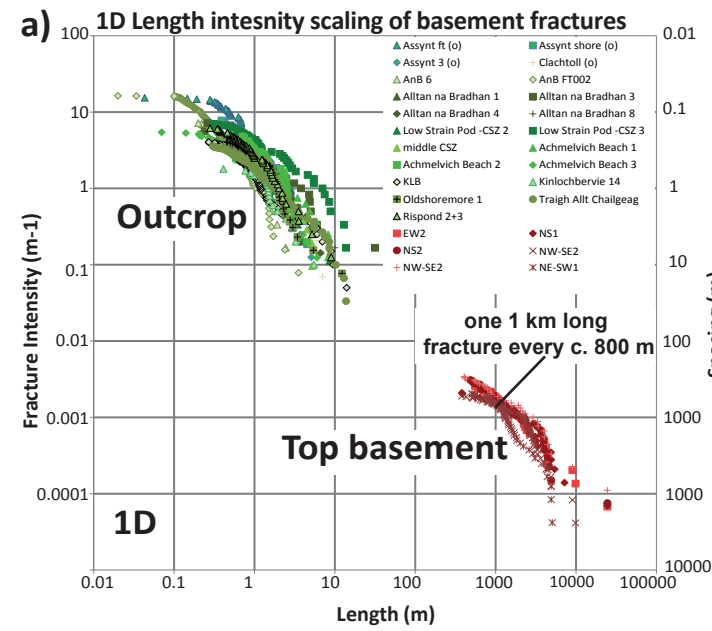 a) 1D Length intesnity scaling of basement fractures
100
10
1
0.1
0.01
0.001
0.0001
Fracture Intensity (m-1)
Assynt ft (o)
Assynt shore (o)
Assynt 3 (o)
Clachtoll (o)
AnB 6
AnB FT002
Alltan na Bradhan 1
Alltan na Bradhan 3
Alltan na Bradhan 4
Alltan na Bradhan 8
Low Strain Pod -CSZ 2
Low Strain Pod -CSZ 3
middle CSZ
Achmelvich Beach 1
Achmelvich Beach 2
Achmelvich Beach 3
KLB
Kinlochbervie 14
Oldshoremore 1
Traigh Allt Chailgeag
Rispond 2+3
EW2
NS1
NS2
NW-SE2
NW-SE2
NE-SW1
Outcrop
one 1 km long
fracture every c. 800 m
Top basement
1D
0.01
0.1
1
10
100
1000
1000
10000
0.01
0.1
1
10
1000
10000
100000
Length (m)